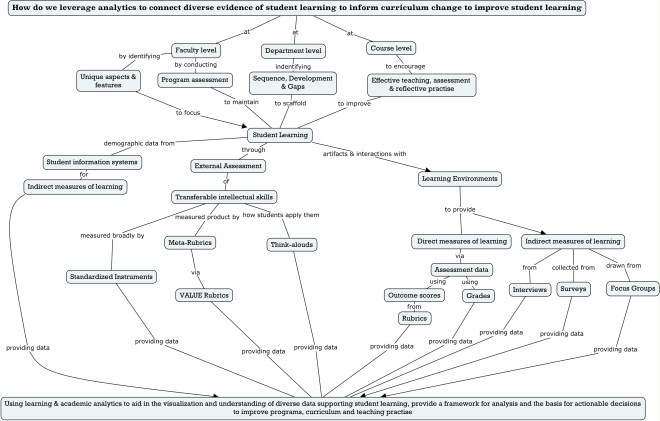 How do we leverage analytics to connect diverse evidence of student learning to inform curriculum change to improve student learning
at
at
at
Faculty level
Department level
Course level
by identifying
by conducting
indentifying
to encourage
Unique aspects &
features
Program assessment
Sequence, Development
& Gaps
Effective teaching, assessment
& reflective practise
to focus
to maintain
to scaffold
to improve
Student Learning
demographic data from
through
artifacts & interactions with
Student information systems
External Assessment
Learning Environments
for
of
Indirect measures of learning
Transferable intellectual skills
to provide
measured broadly by
measured product by
how students apply them
Meta-Rubrics
Think-alouds
Direct measures of learning
Indirect measures of learning
via
Standardized Instruments
via
Assessment data
from
collected from
drawn from
using
using
VALUE Rubrics
Outcome scores
Grades
Interviews
Surveys
Focus Groups
from
Rubrics
providing data
providing data
providing data
providing data
providing data
providing data
providing data
providing data
providing data
Using learning & academic analytics to aid in the visualization and understanding of diverse data supporting student learning, provide a framework for analysis and the basis for actionable decisions
to improve programs, curriculum and teaching practise